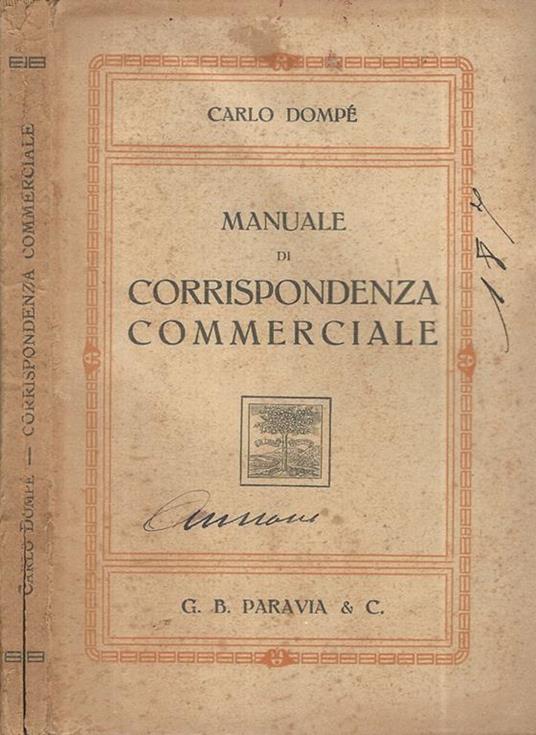 CARLO DOMPÉ
MANUALE
DI
CORRISPONDENZA
COMMERCIALE
G. B. PARAVIA & C.
CARLO DOMPÉ — CORRISPONDENZA COMMERCIALE